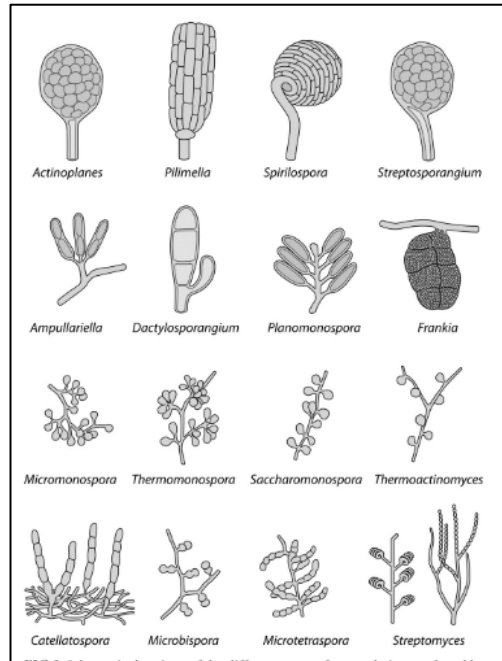 Actinoplanes Pilimelia Spirilospora Streptosporangium
Ampullariella Dactylosporangium Planomonospora Frankia
Micromonospora Thermomonospora Saccharomonospora Thermoactinomyces
Catellatospora Microbispora Microtetraspora Streptomyces